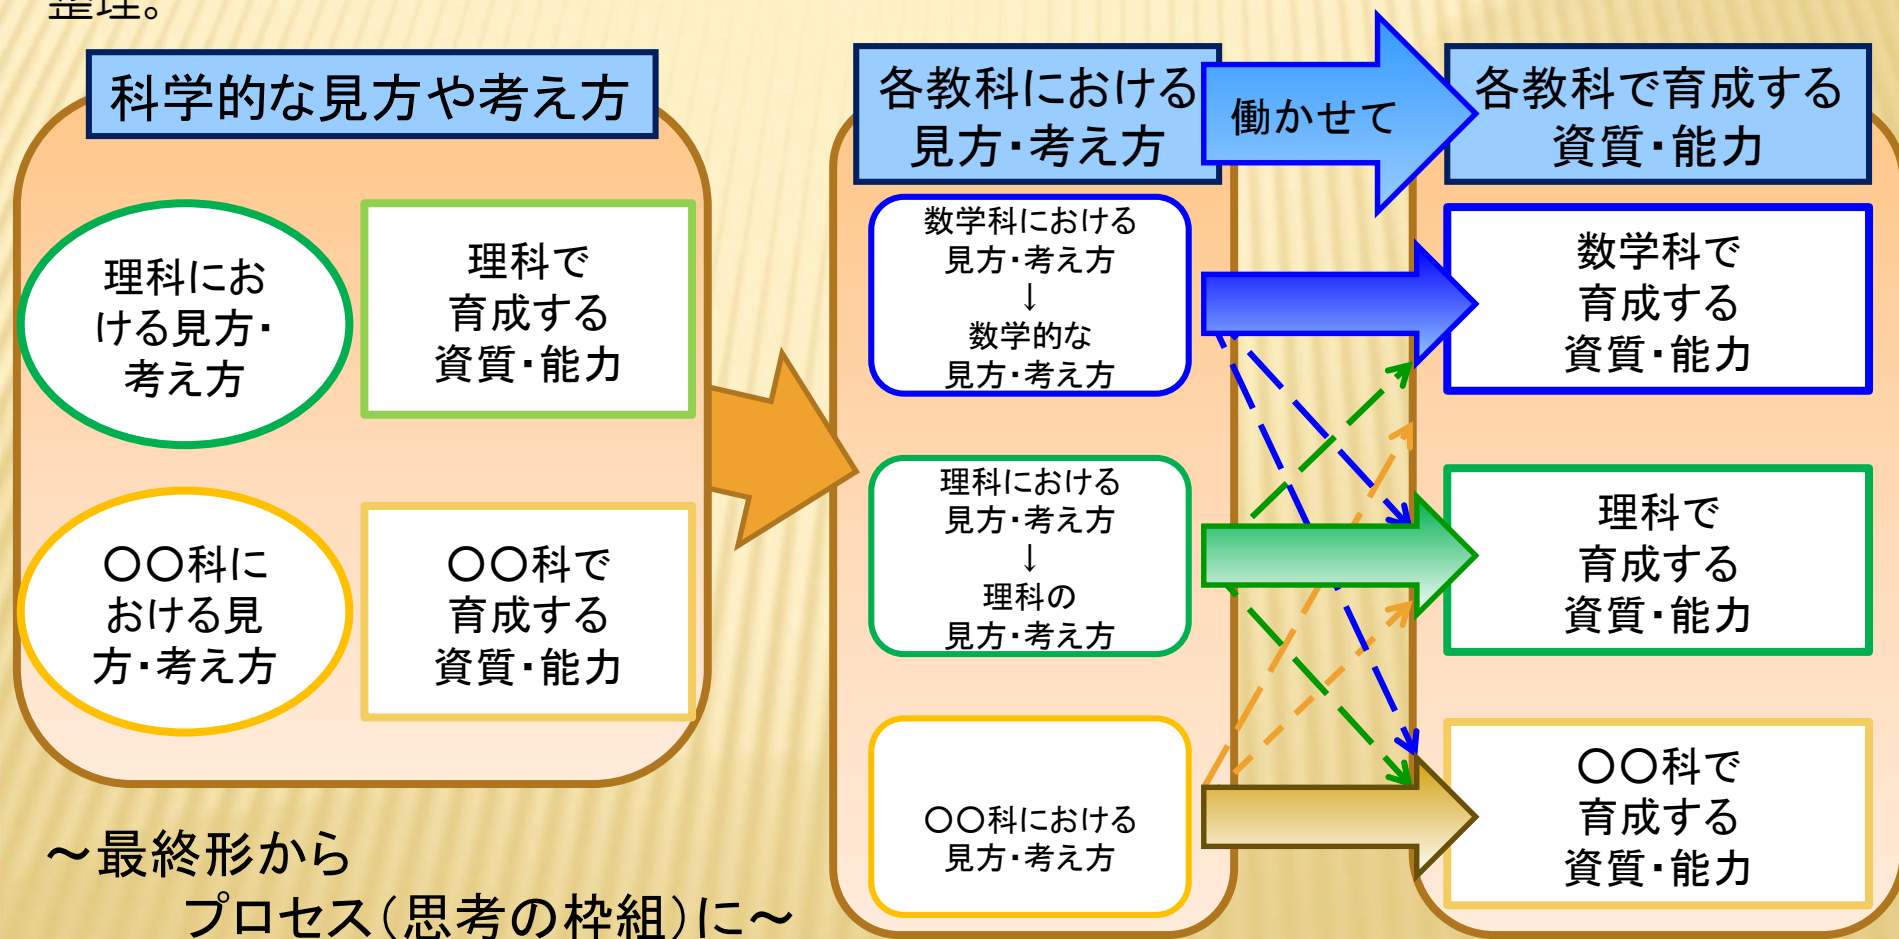 整理。
科学的な見方や考え方
理科にお
ける見方・
考え方
理科で
育成する
資質・能力
〇〇科に
おける見
方・考え方
〇〇科で
育成する
資質・能力
～最終形から
プロセス（思考の枠組）に～
各教科における
見方・考え方
働かせて
各教科で育成する
資質・能力
数学科における
見方・考え方
↓
数学的な
見方・考え方
数学科で
育成する
資質・能力
理科における
見方・考え方
↓
理科の
見方・考え方
理科で
育成する
資質・能力
〇〇科における
見方・考え方
〇〇科で
育成する
資質・能力